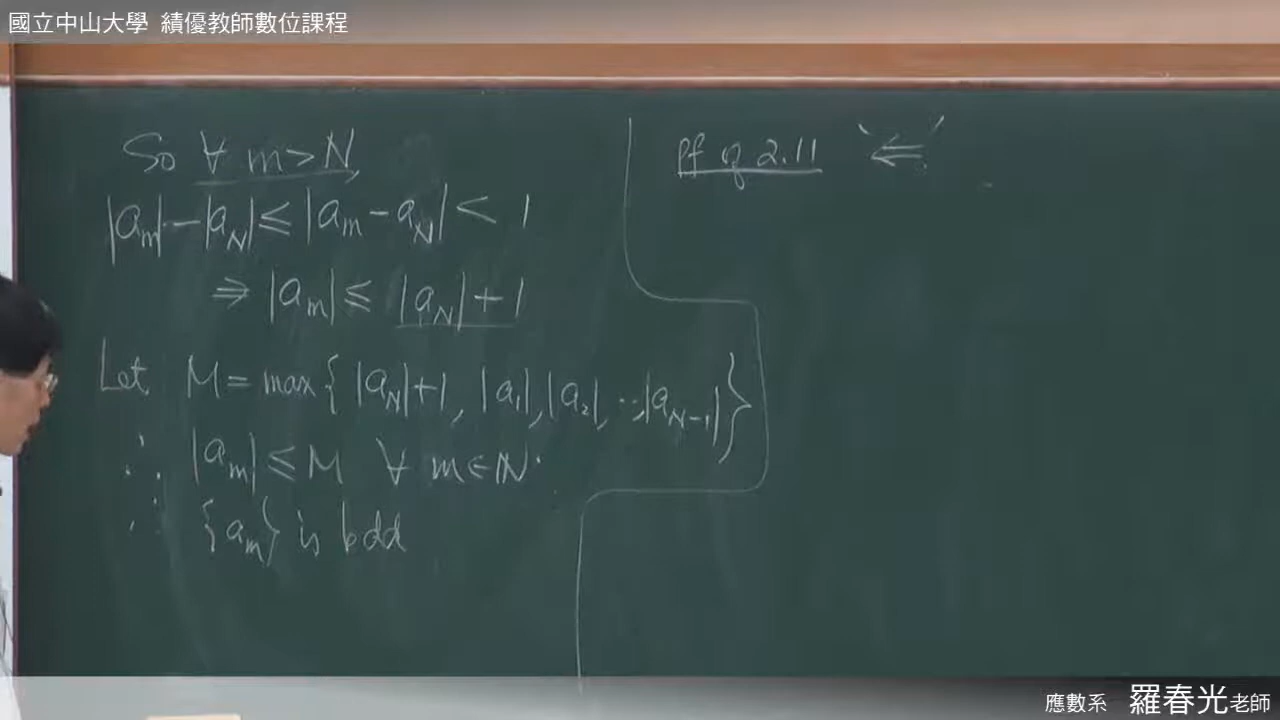 國立中山大學 績優教師數位課程
So ∀ m > N,
|a_m| - |a_N| ≤ |a_m - a_N| < 1
⇒ |a_m| ≤ |a_N| + 1
Let M = max{ |a_N|+1, |a_1|, |a_2|, ..., |a_{N-1}| }
∴ |a_m| ≤ M ∀ m ∈ ℕ.
∴ {a_m} is bdd
Pf of 2.11 "⇐"
應數系 羅春光老師